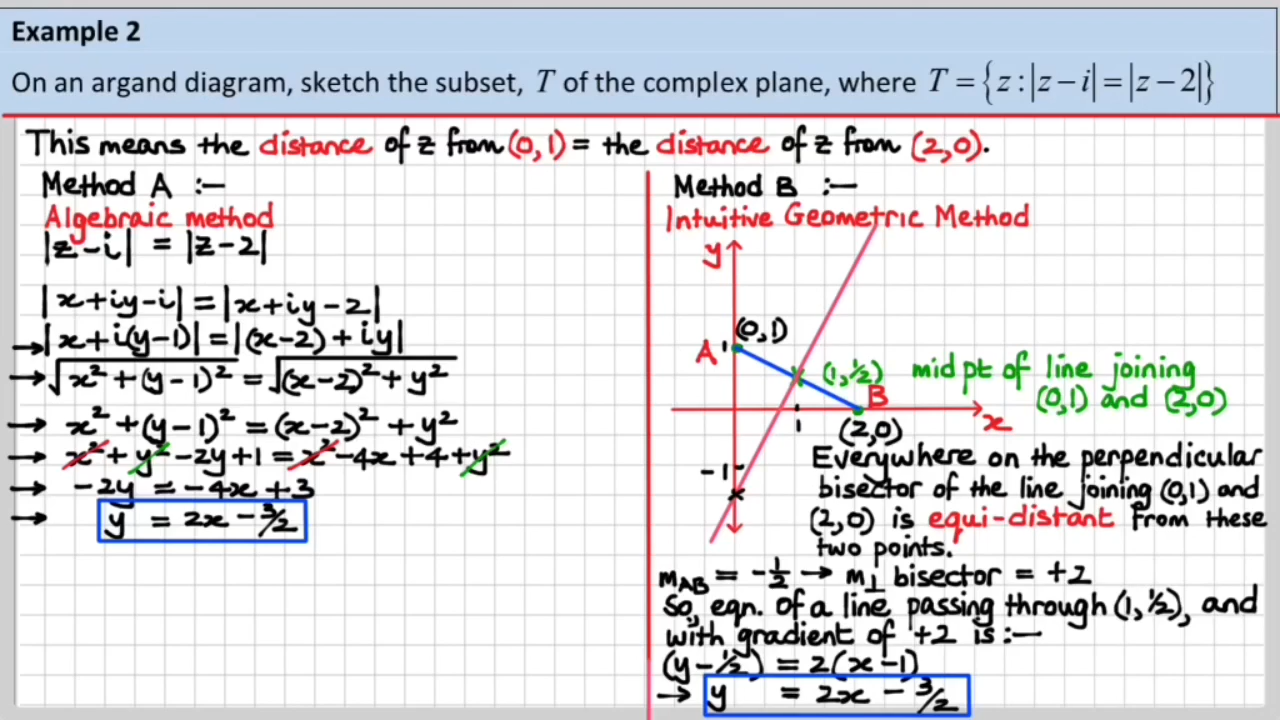 Example 2
On an argand diagram, sketch the subset, T of the complex plane, where T = {z : |z − i| = |z − 2|}
This means the distance of z from (0,1) = the distance of z from (2,0).
Method A :-
Algebraic method
|z - i| = |z - 2|
|x + iy - i| = |x + iy - 2|
→ |x + i(y - 1)| = |(x - 2) + iy|
→ √(x² + (y - 1)²) = √((x - 2)² + y²)
→ x² + (y - 1)² = (x - 2)² + y²
→ x² + y² - 2y + 1 = x² - 4x + 4 + y²
→ - 2y = - 4x + 3
→ y = 2x - 3/2
Method B :-
Intuitive Geometric Method
y
(0,1)
A 1
(1, 1/2) mid pt of line joining
(0,1) and (2,0)
B
x
1
(2,0)
-1
Everywhere on the perpendicular
bisector of the line joining (0,1) and
(2,0) is equi-distant from these
two points.
m_AB = - 1/2 → m⊥ bisector = +2
So, eqn. of a line passing through (1, 1/2), and
with gradient of +2 is :-
(y - 1/2) = 2(x - 1)
→ y = 2x - 3/2